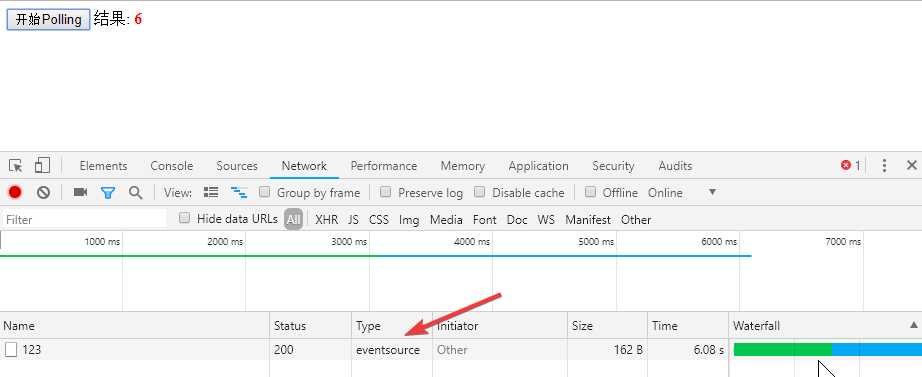 开始Polling 结果: 6
Elements Console Sources Network Performance Memory Application Security Audits 1
View: Group by frame Preserve log Disable cache Offline Online
Filter Hide data URLs All XHR JS CSS Img Media Font Doc WS Manifest Other
1000 ms 2000 ms 3000 ms 4000 ms 5000 ms 6000 ms 7000 ms
Name Status Type Initiator Size Time Waterfall
123 200 eventsource Other 162 B 6.08 s